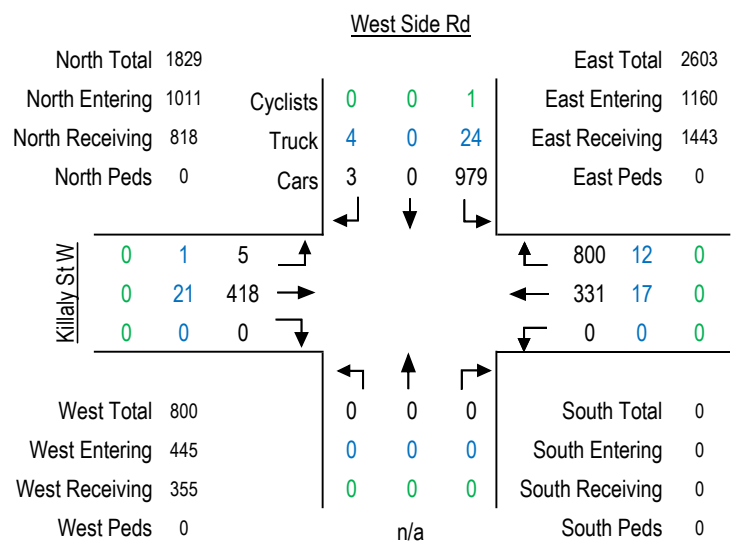 West Side Rd
North Total 1829
North Entering 1011
North Receiving 818
North Peds 0
Cyclists 0 0 1
Truck 4 0 24
Cars 3 0 979
East Total 2603
East Entering 1160
East Receiving 1443
East Peds 0
Killaly St W
0 1 5
0 21 418
0 0 0
800 12 0
331 17 0
0 0 0
West Total 800
West Entering 445
West Receiving 355
West Peds 0
0 0 0
0 0 0
0 0 0
n/a
South Total 0
South Entering 0
South Receiving 0
South Peds 0